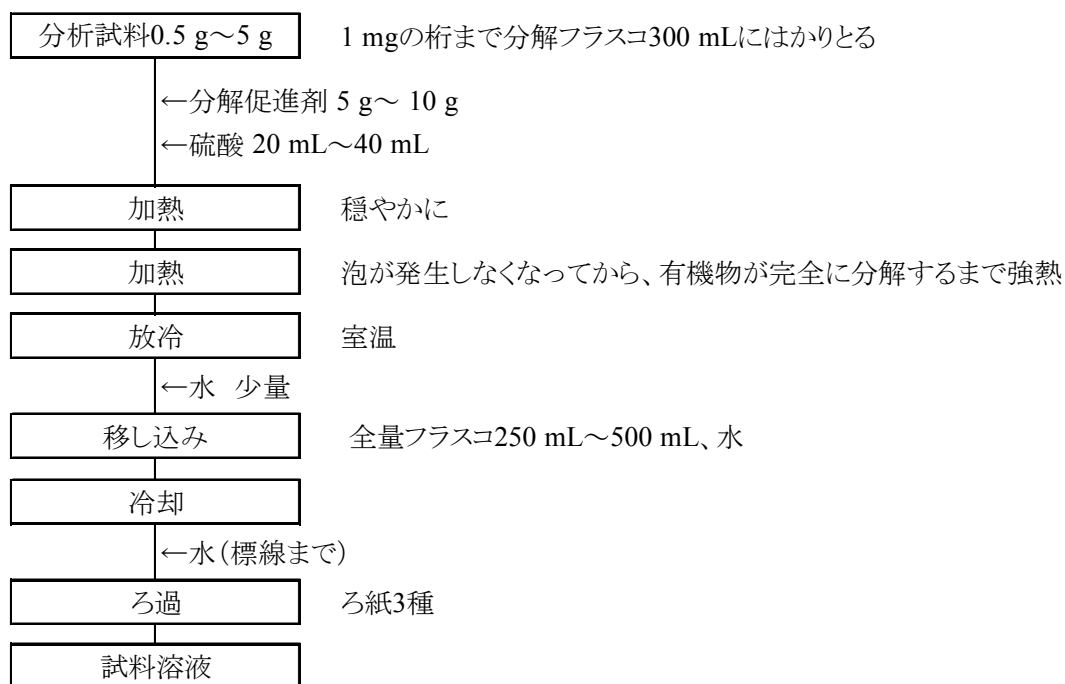 分析試料0.5 g～5 g 1 mgの桁まで分解フラスコ300 mLにはかりとる
←分解促進剤 5 g～ 10 g
←硫酸 20 mL～40 mL
加熱 穏やかに
加熱 泡が発生しなくなってから、有機物が完全に分解するまで強熱
放冷 室温
←水 少量
移し込み 全量フラスコ250 mL～500 mL、水
冷却
←水（標線まで）
ろ過 ろ紙3種
試料溶液